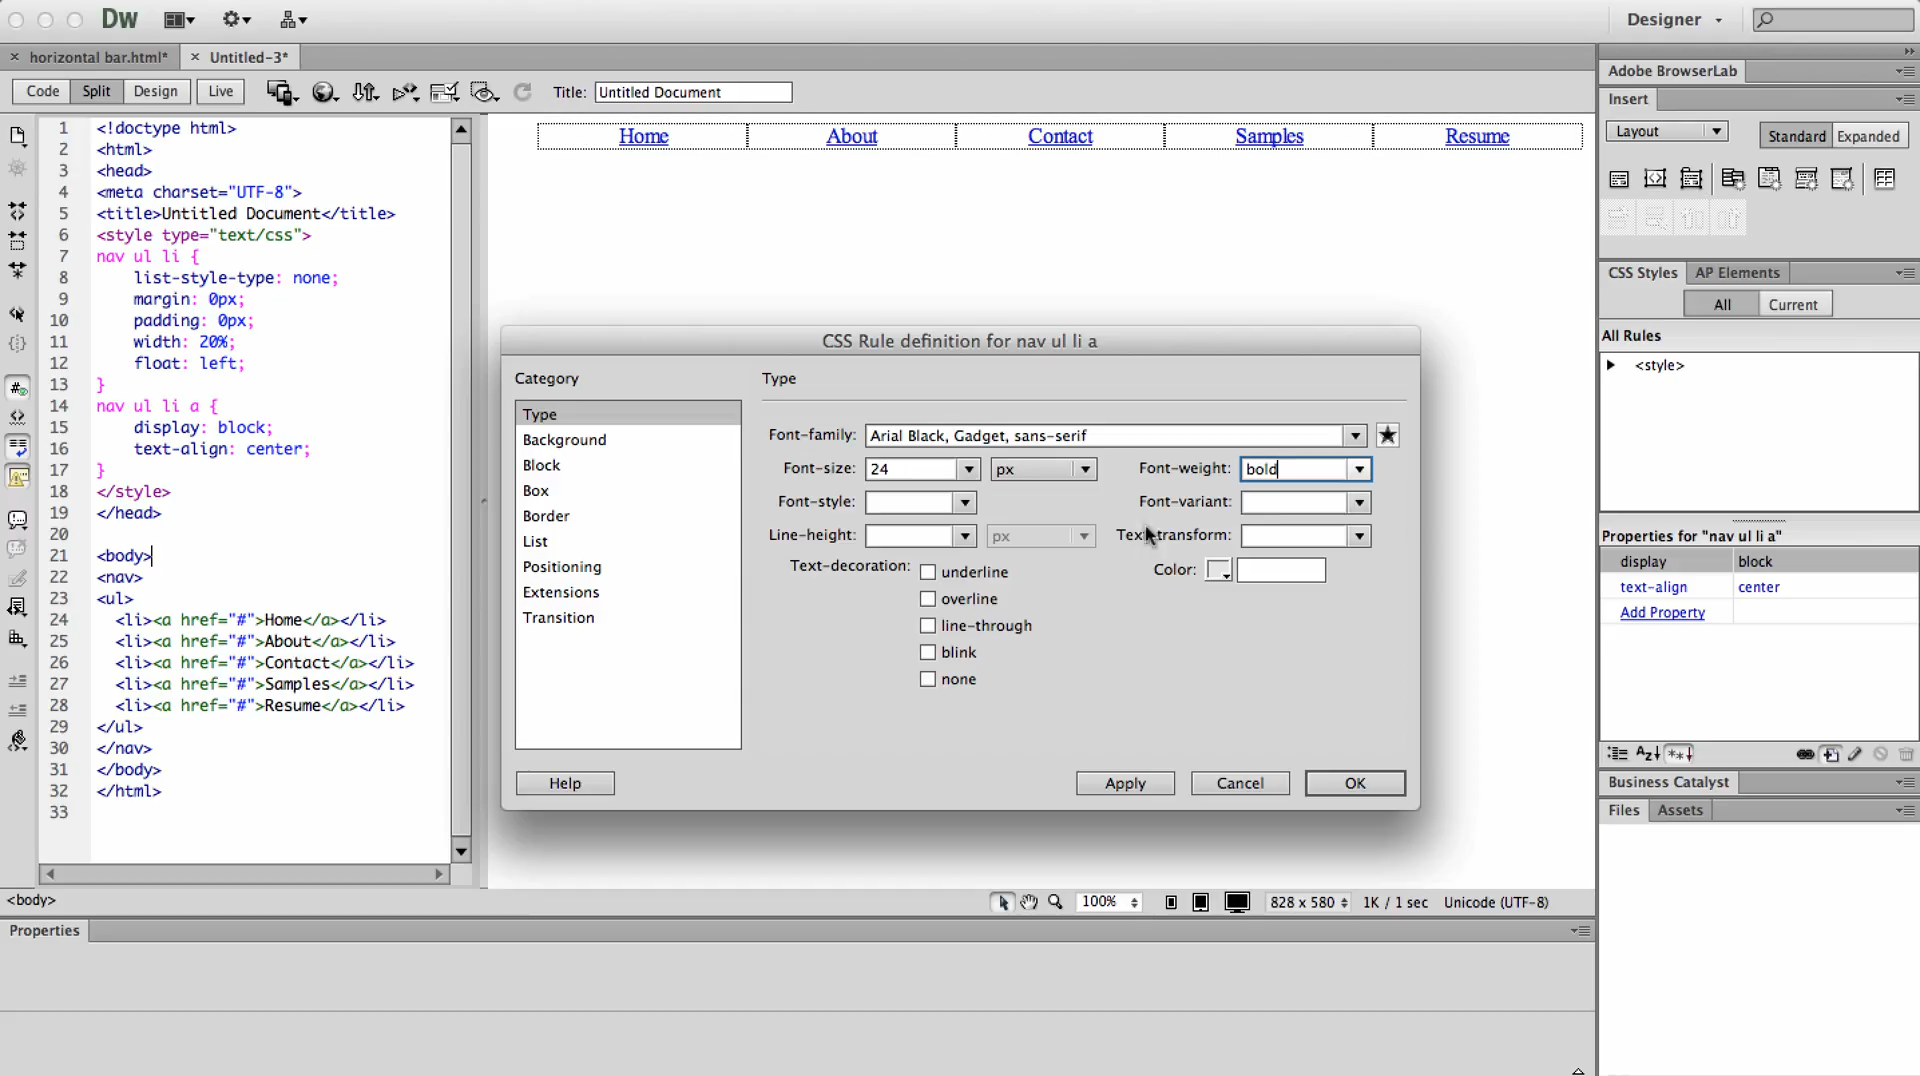 Dw
Designer
horizontal bar.html*
Untitled-3*
Code
Split
Design
Live
Title:
Untitled Document
1 <!doctype html>
2 <html>
3 <head>
4 <meta charset="UTF-8">
5 <title>Untitled Document</title>
6 <style type="text/css">
7 nav ul li {
8 list-style-type: none;
9 margin: 0px;
10 padding: 0px;
11 width: 20%;
12 float: left;
13 }
14 nav ul li a {
15 display: block;
16 text-align: center;
17 }
18 </style>
19 </head>
20
21 <body>
22 <nav>
23 <ul>
24 <li><a href="#">Home</a></li>
25 <li><a href="#">About</a></li>
26 <li><a href="#">Contact</a></li>
27 <li><a href="#">Samples</a></li>
28 <li><a href="#">Resume</a></li>
29 </ul>
30 </nav>
31 </body>
32 </html>
33
Home About Contact Samples Resume
CSS Rule definition for nav ul li a
Category
Type
Background
Block
Box
Border
List
Positioning
Extensions
Transition
Type
Font-family: Arial Black, Gadget, sans-serif
Font-size: 24 px Font-weight: bold
Font-style: Font-variant:
Line-height: px Text-transform:
Text-decoration: underline Color:
overline
line-through
blink
none
Help Apply Cancel OK
<body>
100% 828 x 580 1K / 1 sec Unicode (UTF-8)
Properties
Adobe BrowserLab
Insert
Layout Standard Expanded
CSS Styles AP Elements
All Current
All Rules
<style>
Properties for "nav ul li a"
display block
text-align center
Add Property
Az
**
Business Catalyst
Files Assets